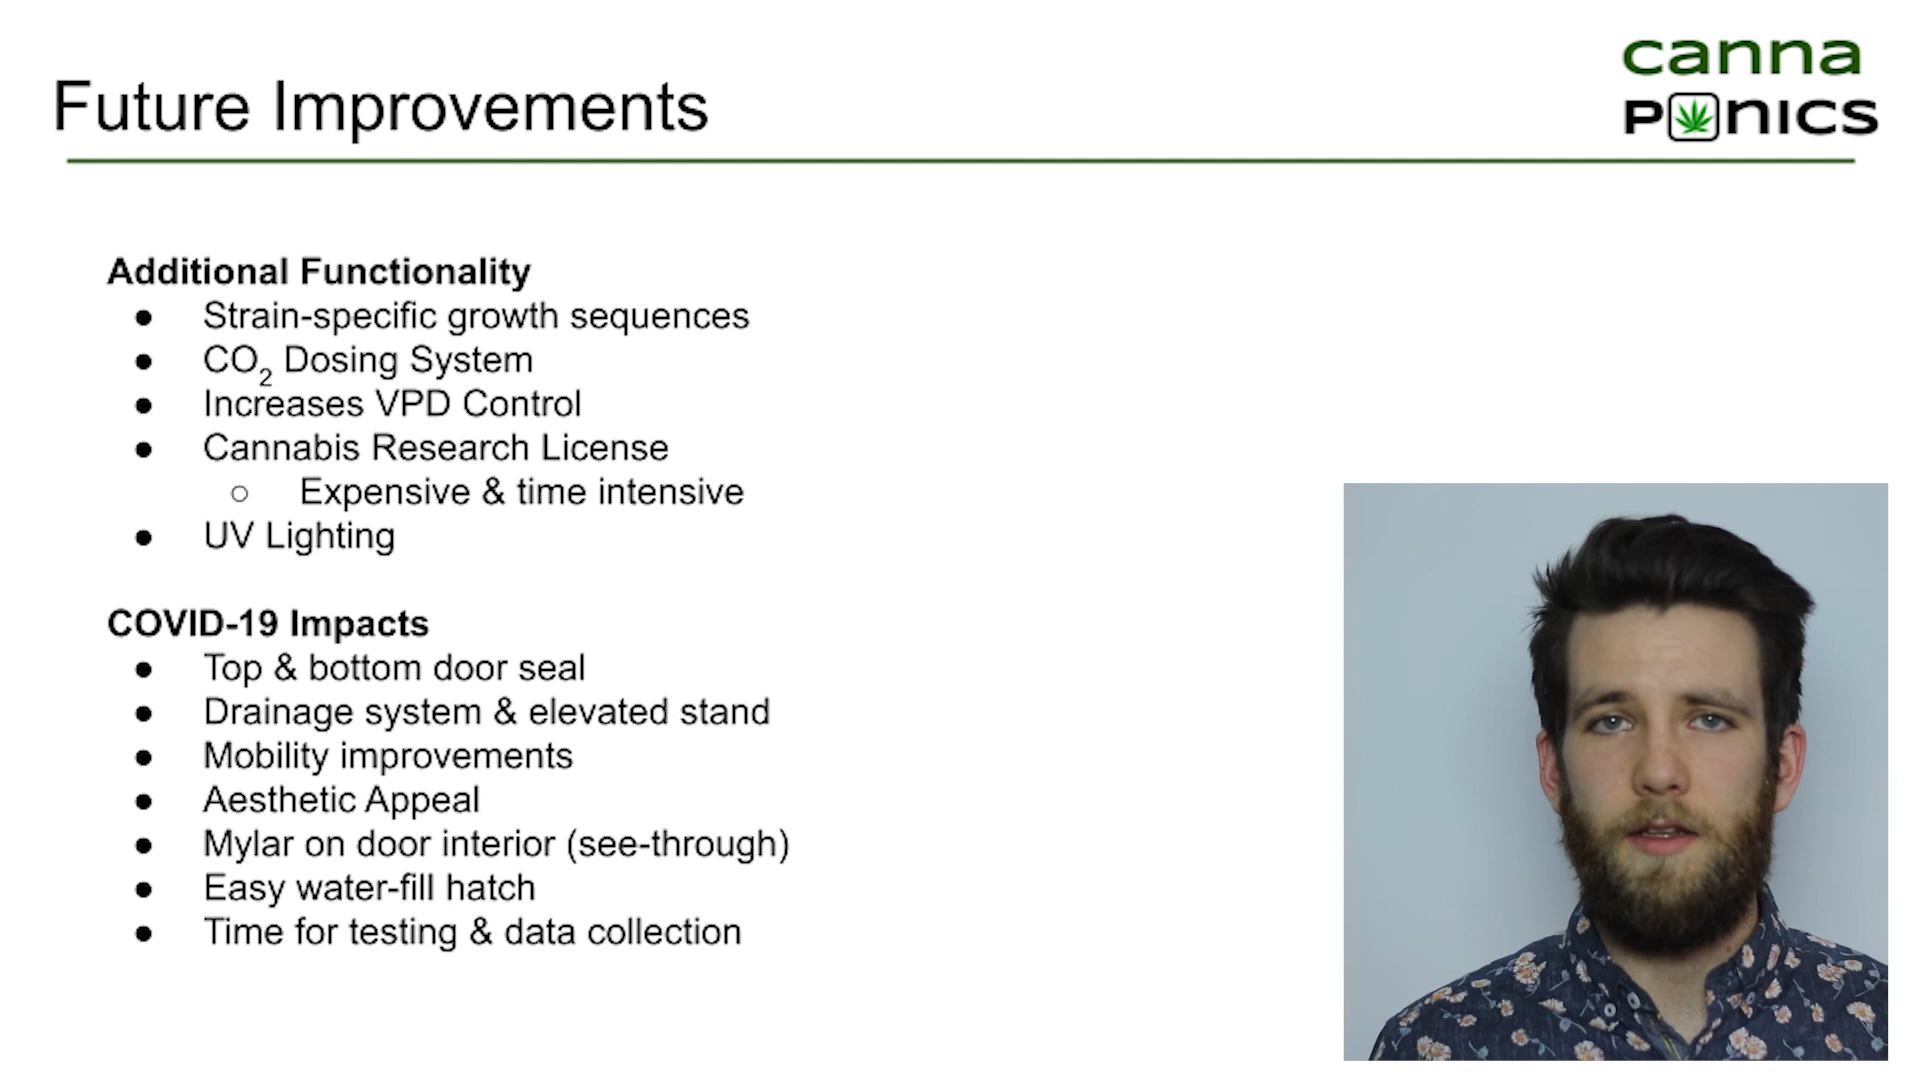 Future Improvements
canna
PONICS
Additional Functionality
● Strain-specific growth sequences
● CO₂ Dosing System
● Increases VPD Control
● Cannabis Research License
○ Expensive & time intensive
● UV Lighting
COVID-19 Impacts
● Top & bottom door seal
● Drainage system & elevated stand
● Mobility improvements
● Aesthetic Appeal
● Mylar on door interior (see-through)
● Easy water-fill hatch
● Time for testing & data collection